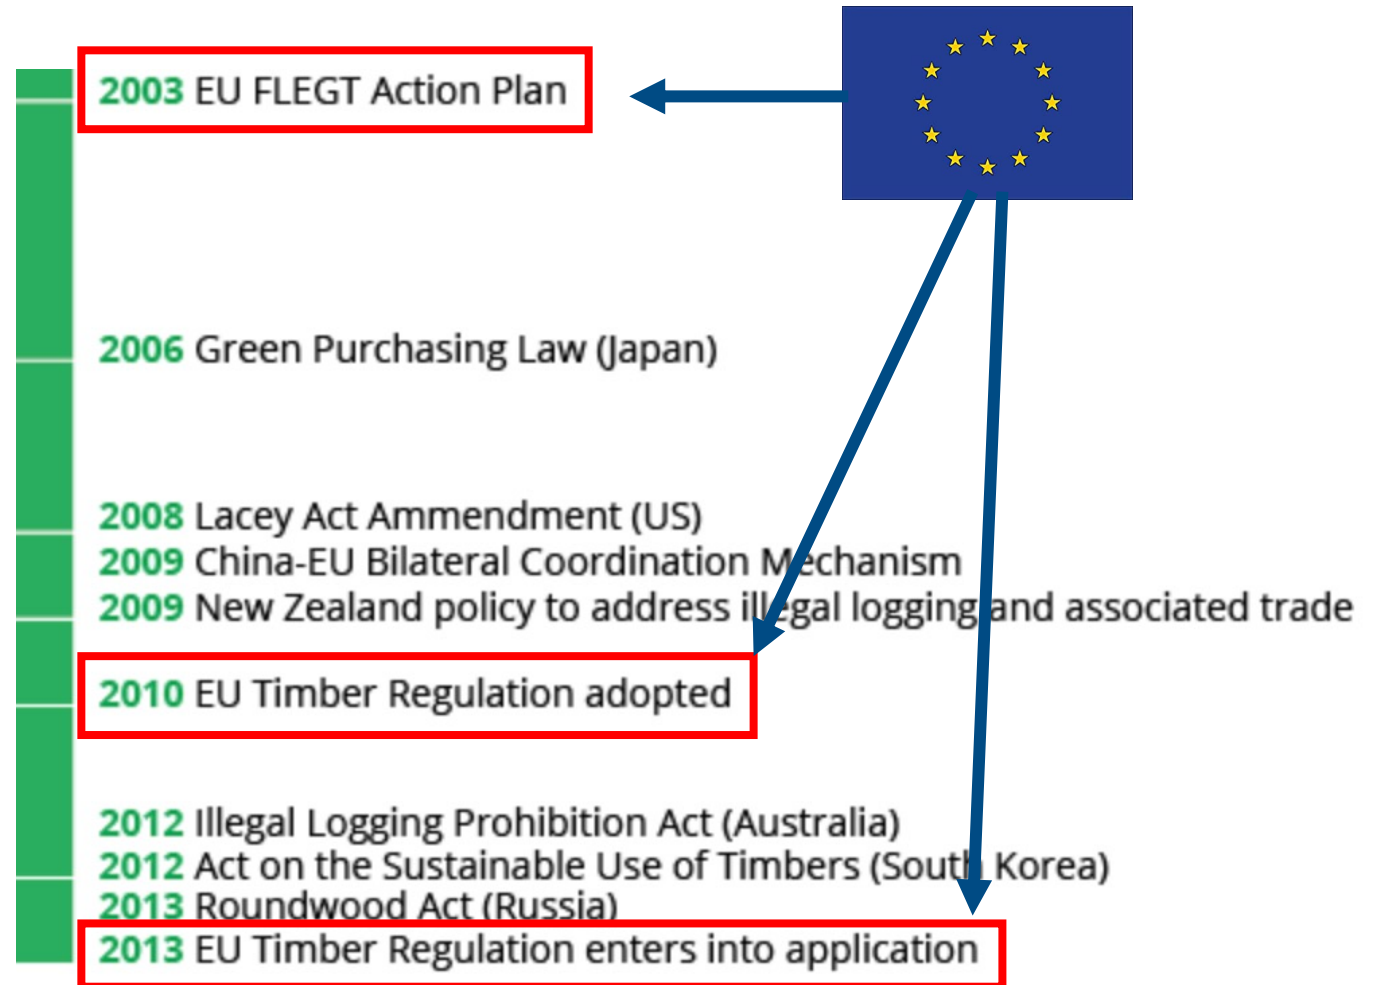 2003 EU FLEGT Action Plan
2006 Green Purchasing Law (Japan)
2008 Lacey Act Ammendment (US)
2009 China-EU Bilateral Coordination Mechanism
2009 New Zealand policy to address illegal logging and associated trade
2010 EU Timber Regulation adopted
2012 Illegal Logging Prohibition Act (Australia)
2012 Act on the Sustainable Use of Timbers (South Korea)
2013 Roundwood Act (Russia)
2013 EU Timber Regulation enters into application